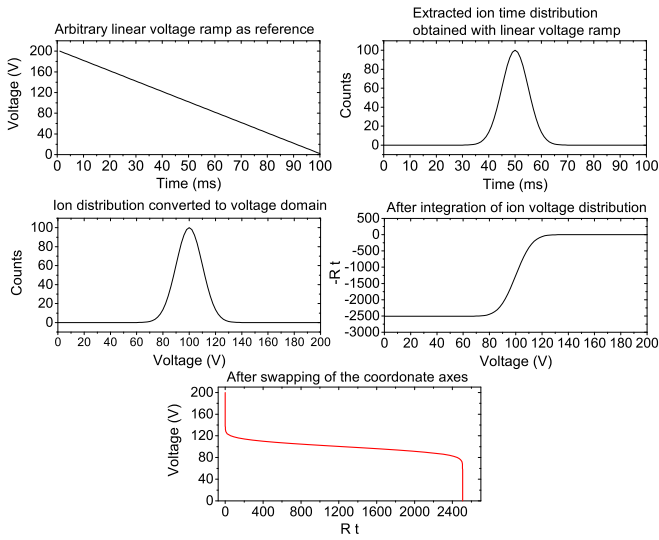 Arbitrary linear voltage ramp as reference
200
160
120
80
40
0
Voltage (V)
0 10 20 30 40 50 60 70 80 90 100
Time (ms)
Extracted ion time distribution
obtained with linear voltage ramp
100
80
60
40
20
0
Counts
0 10 20 30 40 50 60 70 80 90 100
Time (ms)
Ion distribution converted to voltage domain
100
80
60
40
20
0
Counts
0 20 40 60 80 100 120 140 160 180 200
Voltage (V)
After integration of ion voltage distribution
500
0
-500
-1000
-1500
-2000
-2500
-3000
-R t
0 20 40 60 80 100 120 140 160 180 200
Voltage (V)
After swapping of the coordonate axes
200
160
120
80
40
0
Voltage (V)
0 400 800 1200 1600 2000 2400
R t